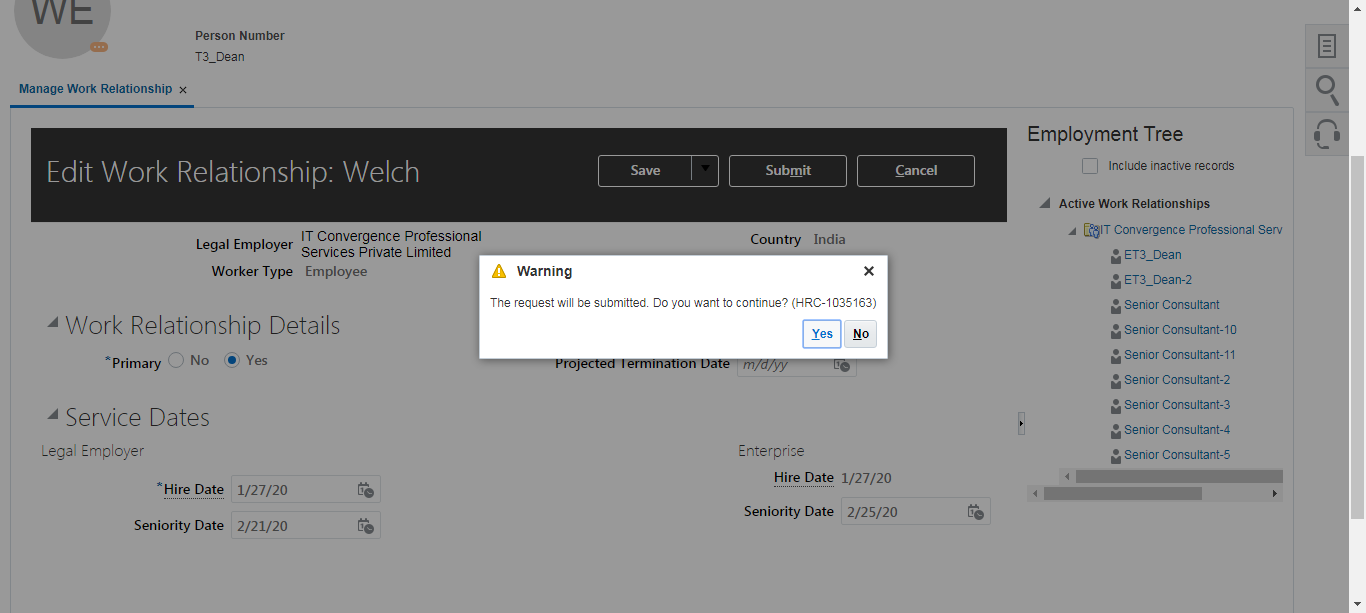 WE
Person Number
T3_Dean
Manage Work Relationship ×
Edit Work Relationship: Welch
Save
Submit
Cancel
Legal Employer IT Convergence Professional
Services Private Limited
Country India
Worker Type Employee
Warning
The request will be submitted. Do you want to continue? (HRC-1035163)
Yes No
Work Relationship Details
*Primary No Yes
Projected Termination Date m/d/yy
Service Dates
Legal Employer
*Hire Date 1/27/20
Seniority Date 2/21/20
Enterprise
Hire Date 1/27/20
Seniority Date 2/25/20
Employment Tree
Include inactive records
Active Work Relationships
IT Convergence Professional Serv
ET3_Dean
ET3_Dean-2
Senior Consultant
Senior Consultant-10
Senior Consultant-11
Senior Consultant-2
Senior Consultant-3
Senior Consultant-4
Senior Consultant-5